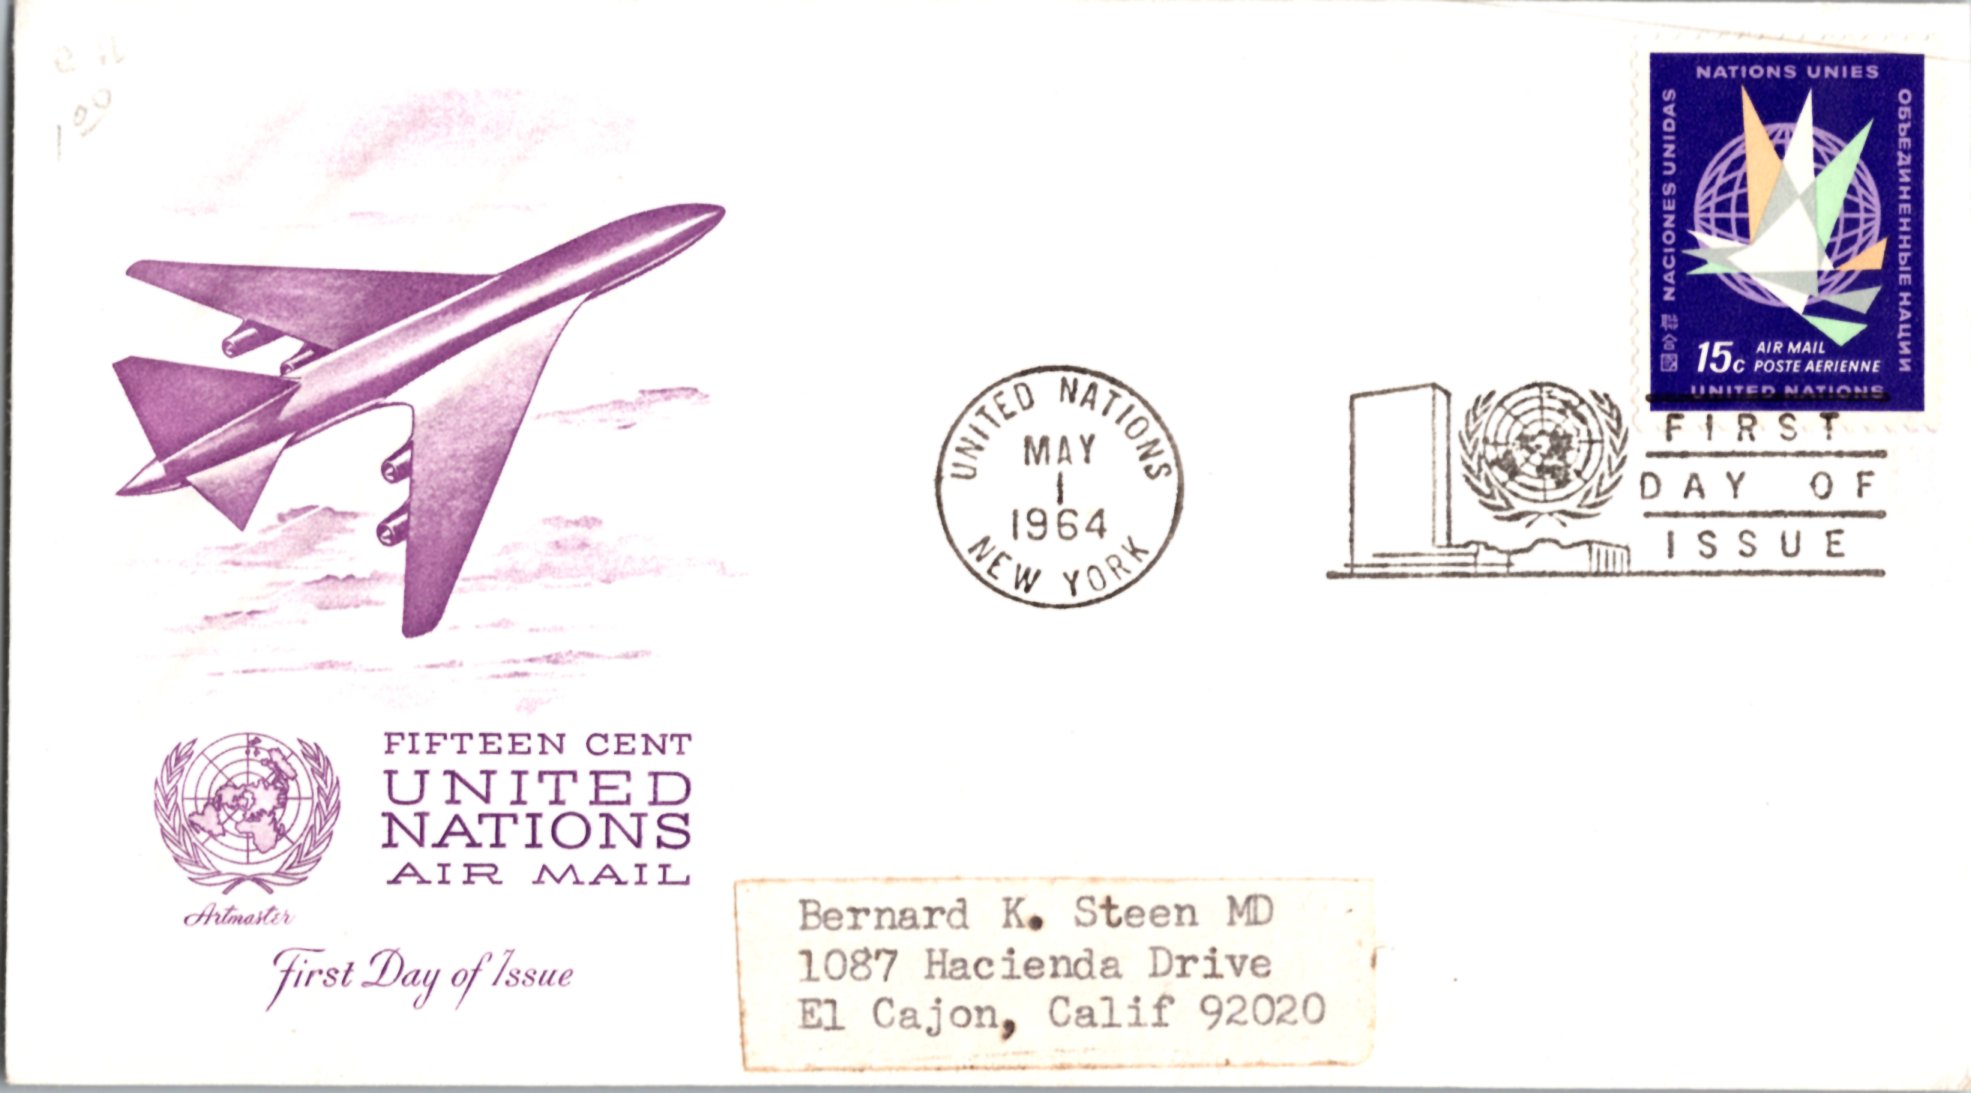 1.00
NATIONS UNIES
NACIONES UNIDAS
ОБЪЕДИНЕННЫЕ НАЦИИ
15c AIR MAIL
POSTE AERIENNE
UNITED NATIONS
UNITED NATIONS
MAY
1
1964
NEW YORK
FIRST
DAY OF
ISSUE
FIFTEEN CENT
UNITED
NATIONS
AIR MAIL
Artmaster
First Day of Issue
Bernard K. Steen MD
1087 Hacienda Drive
El Cajon, Calif 92020